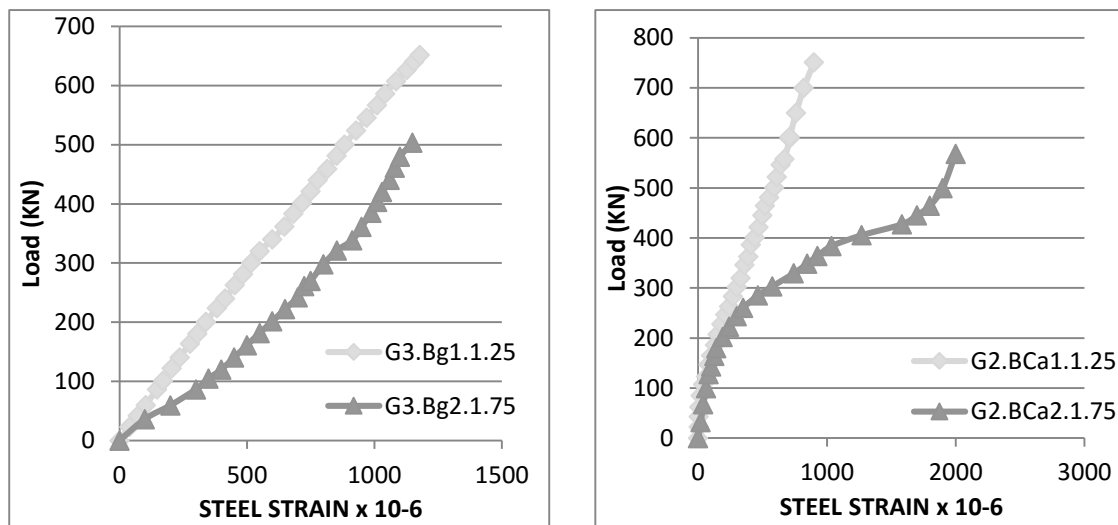 700
600
500
400
300
200
100
0
Load (KN)
G3.Bg1.1.25
G3.Bg2.1.75
0 500 1000 1500
STEEL STRAIN x 10-6
800
700
600
500
400
300
200
100
0
Load (KN)
G2.BCa1.1.25
G2.BCa2.1.75
0 1000 2000 3000
STEEL STRAIN x 10-6